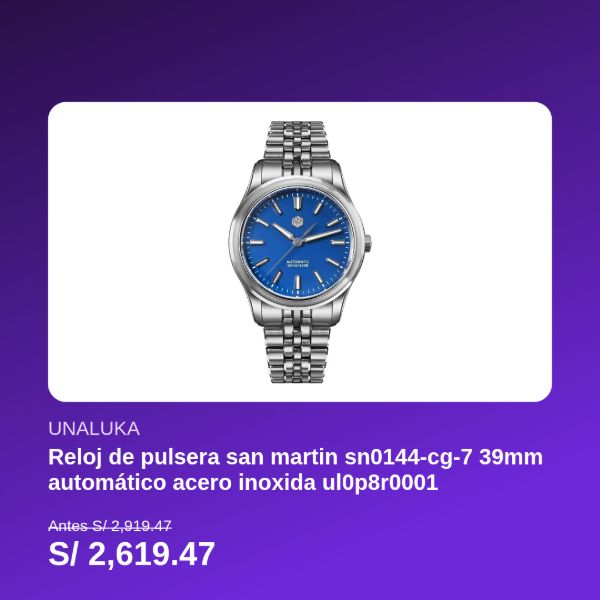 AUTOMATIC
UNALUKA
Reloj de pulsera san martin sn0144-cg-7 39mm
automático acero inoxida ul0p8r0001
Antes S/ 2,919.47
S/ 2,619.47